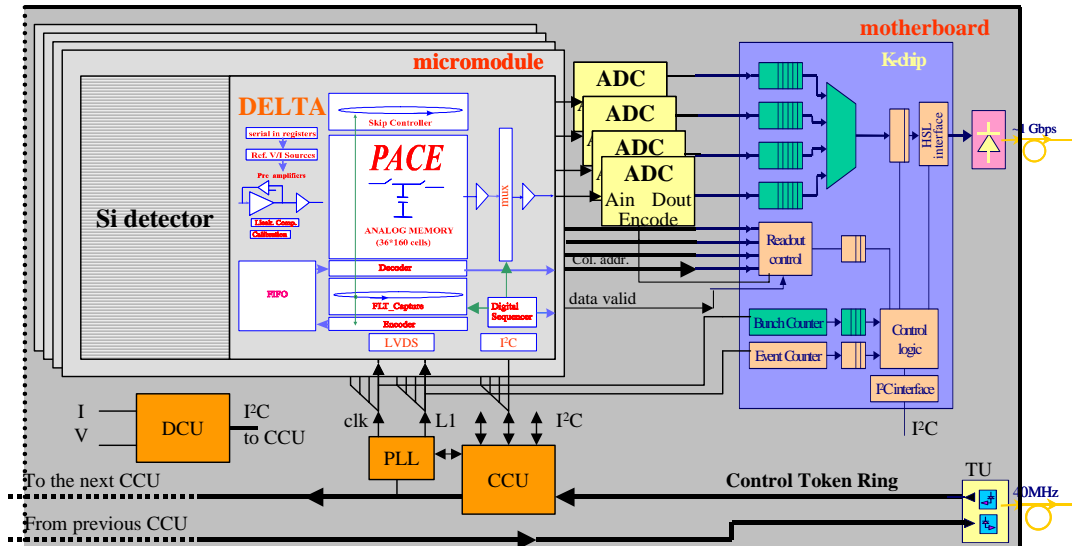 motherboard
micromodule
K-chip
DELTA
Skip Controller
serial in registers
Ref. V/I Sources
Pre amplifiers
PACE
mux
ANALOG MEMORY
(36*160 cells)
Si detector
Calibration
Decoder
FIFO
FLT_Capture
Encoder
Digital
Sequencer
LVDS
I²C
ADC
ADC
ADC
ADC
Ain Dout
Encode
HSL
interface
~1 Gbps
Readout
control
Col. addr.
data valid
Bunch Counter
Event Counter
Control
logic
I²C interface
I²C
I
V
DCU
I²C
to CCU
clk
L1
I²C
PLL
CCU
To the next CCU
Control Token Ring
TU
40MHz
From previous CCU